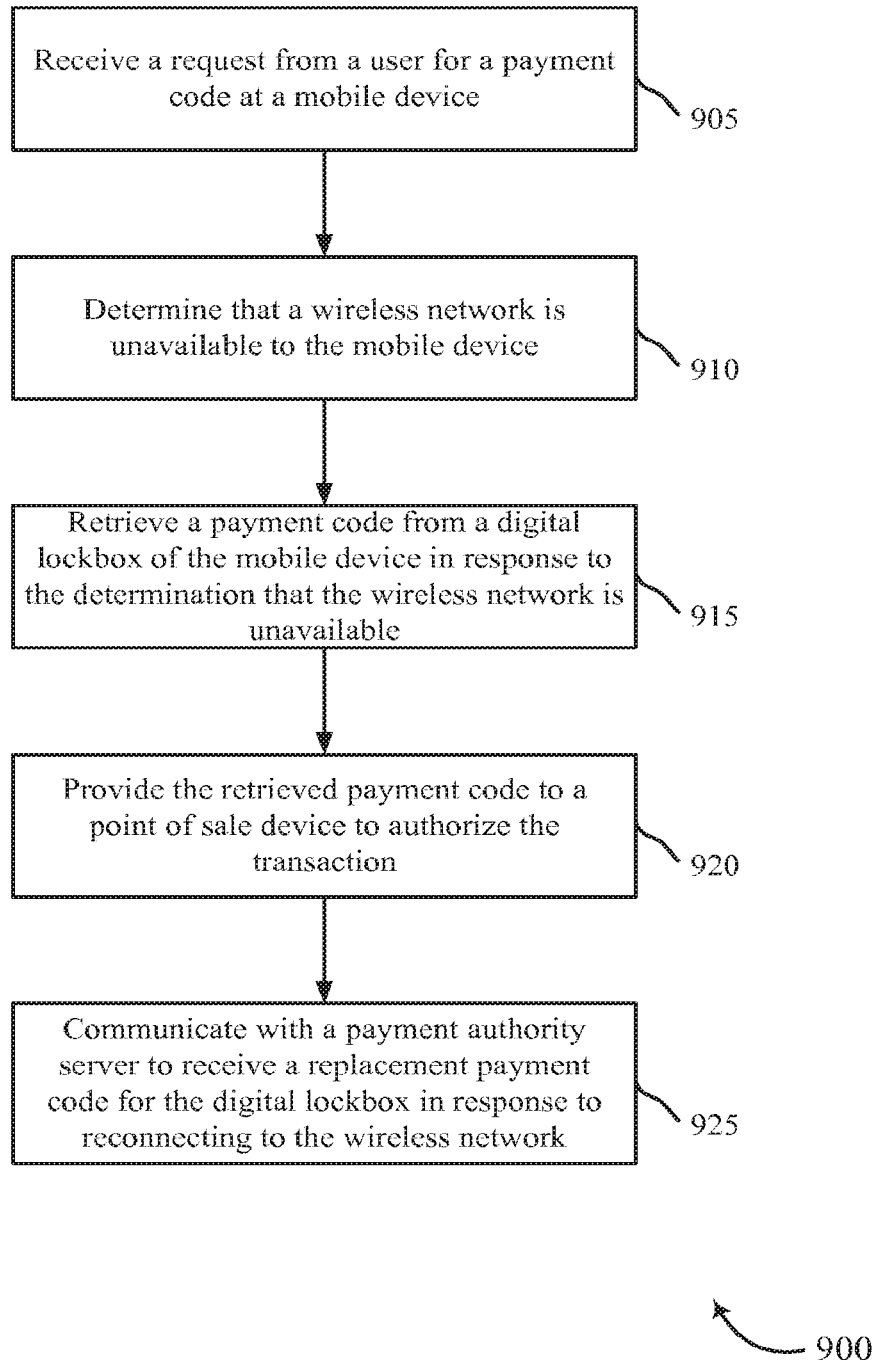 Receive a request from a user for a payment
code at a mobile device
905
Determine that a wireless network is
unavailable to the mobile device
910
Retrieve a payment code from a digital
lockbox of the mobile device in response to
the determination that the wireless network is
unavailable
915
Provide the retrieved payment code to a
point of sale device to authorize the
transaction
920
Communicate with a payment authority
server to receive a replacement payment
code for the digital lockbox in response to
reconnecting to the wireless network
925
900